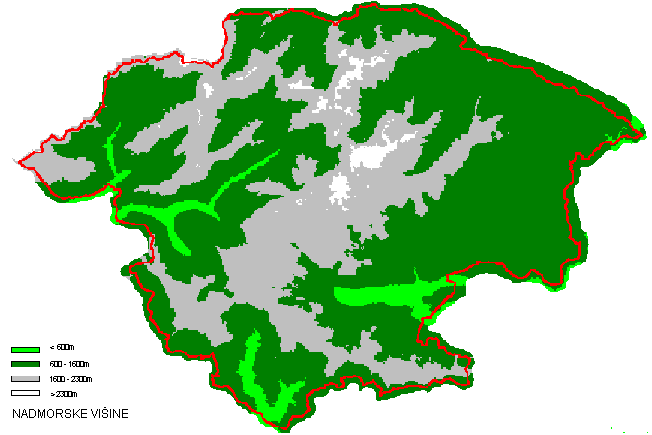 < 600m
600 - 1600m
1600 - 2300m
> 2300m
NADMORSKE VIŠINE